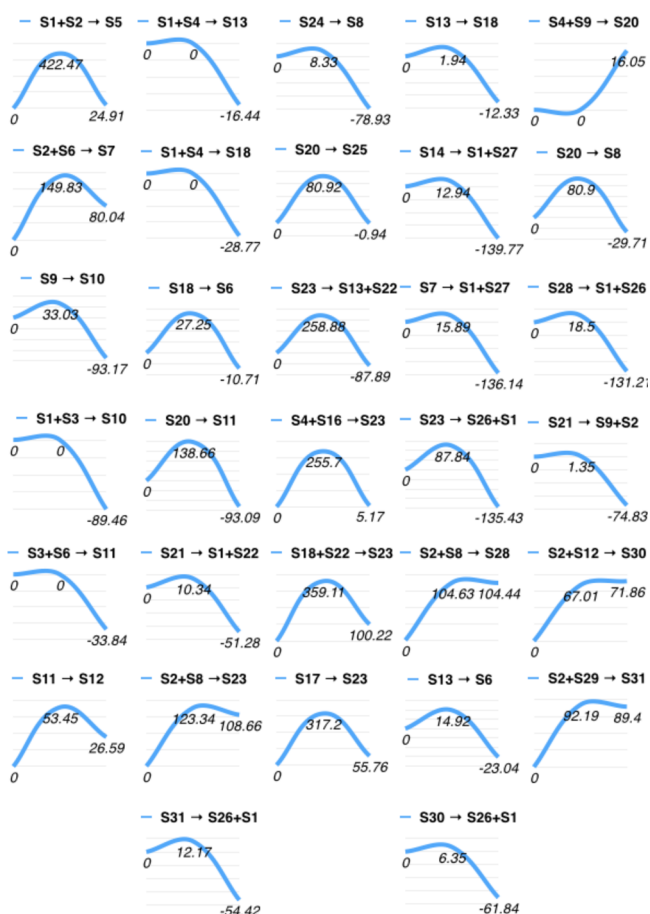 S1+S2 → S5 S1+S4 → S13 S24 → S8 S13 → S18 S4+S9 → S20
422.47 0 0 8.33 1.94 16.05
0 24.91 -16.44 0 -78.93 0 -12.33 0 0
S2+S6 → S7 S1+S4 → S18 S20 → S25 S14 → S1+S27 S20 → S8
149.83 0 0 80.92 12.94 80.9
0 80.04 -28.77 0 -0.94 0 -139.77 0 -29.71
S9 → S10 S18 → S6 S23 → S13+S22 S7 → S1+S27 S28 → S1+S26
33.03 27.25 258.88 15.89 18.5
0 -93.17 0 -10.71 0 -87.89 0 -136.14 0 -131.21
S1+S3 → S10 S20 → S11 S4+S16 →S23 S23 → S26+S1 S21 → S9+S2
0 0 138.66 255.7 87.84 1.35
-89.46 0 -93.09 0 5.17 0 -135.43 0 -74.83
S3+S6 → S11 S21 → S1+S22 S18+S22 →S23 S2+S8 → S28 S2+S12 → S30
0 0 10.34 359.11 104.63 104.44 67.01 71.86
-33.84 0 -51.28 0 100.22 0 0
S11 → S12 S2+S8 →S23 S17 → S23 S13 → S6 S2+S29 → S31
53.45 123.34 108.66 317.2 14.92 92.19 89.4
0 26.59 0 0 55.76 0 -23.04 0
S31 → S26+S1 S30 → S26+S1
0 12.17 0 6.35
-54.42 -61.84